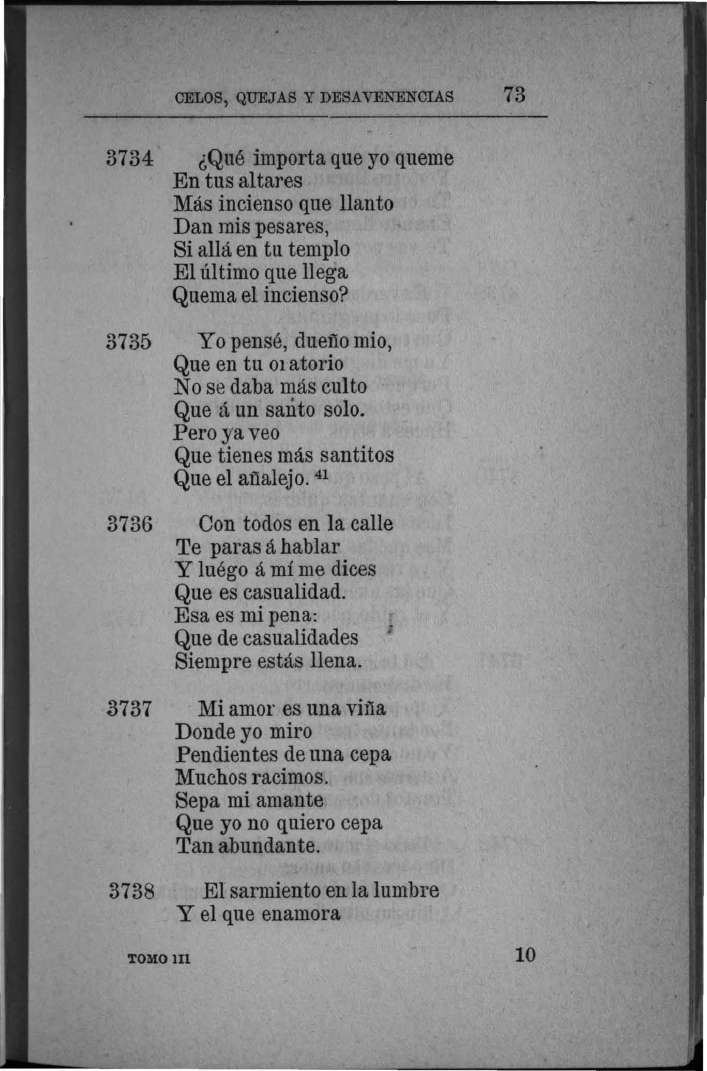 CELOS, QUEJAS Y DESAVENENCIAS 73
3734 ¿Qué importa que yo queme
En tus altares
Más incienso que llanto
Dan mis pesares,
Si allá en tu templo
El último que llega
Quema el incienso?
3735 Yo pensé, dueño mio,
Que en tu oratorio
No se daba más culto
Que á un santo solo.
Pero ya veo
Que tienes más santitos
Que el añalejo. 41
3736 Con todos en la calle
Te paras á hablar
Y luégo á mí me dices
Que es casualidad.
Esa es mi pena:
Que de casualidades
Siempre estás llena.
3737 Mi amor es una viña
Donde yo miro
Pendientes de una cepa
Muchos racimos.
Sepa mi amante
Que yo no quiero cepa
Tan abundante.
3738 El sarmiento en la lumbre
Y el que enamora
TOMO III 10